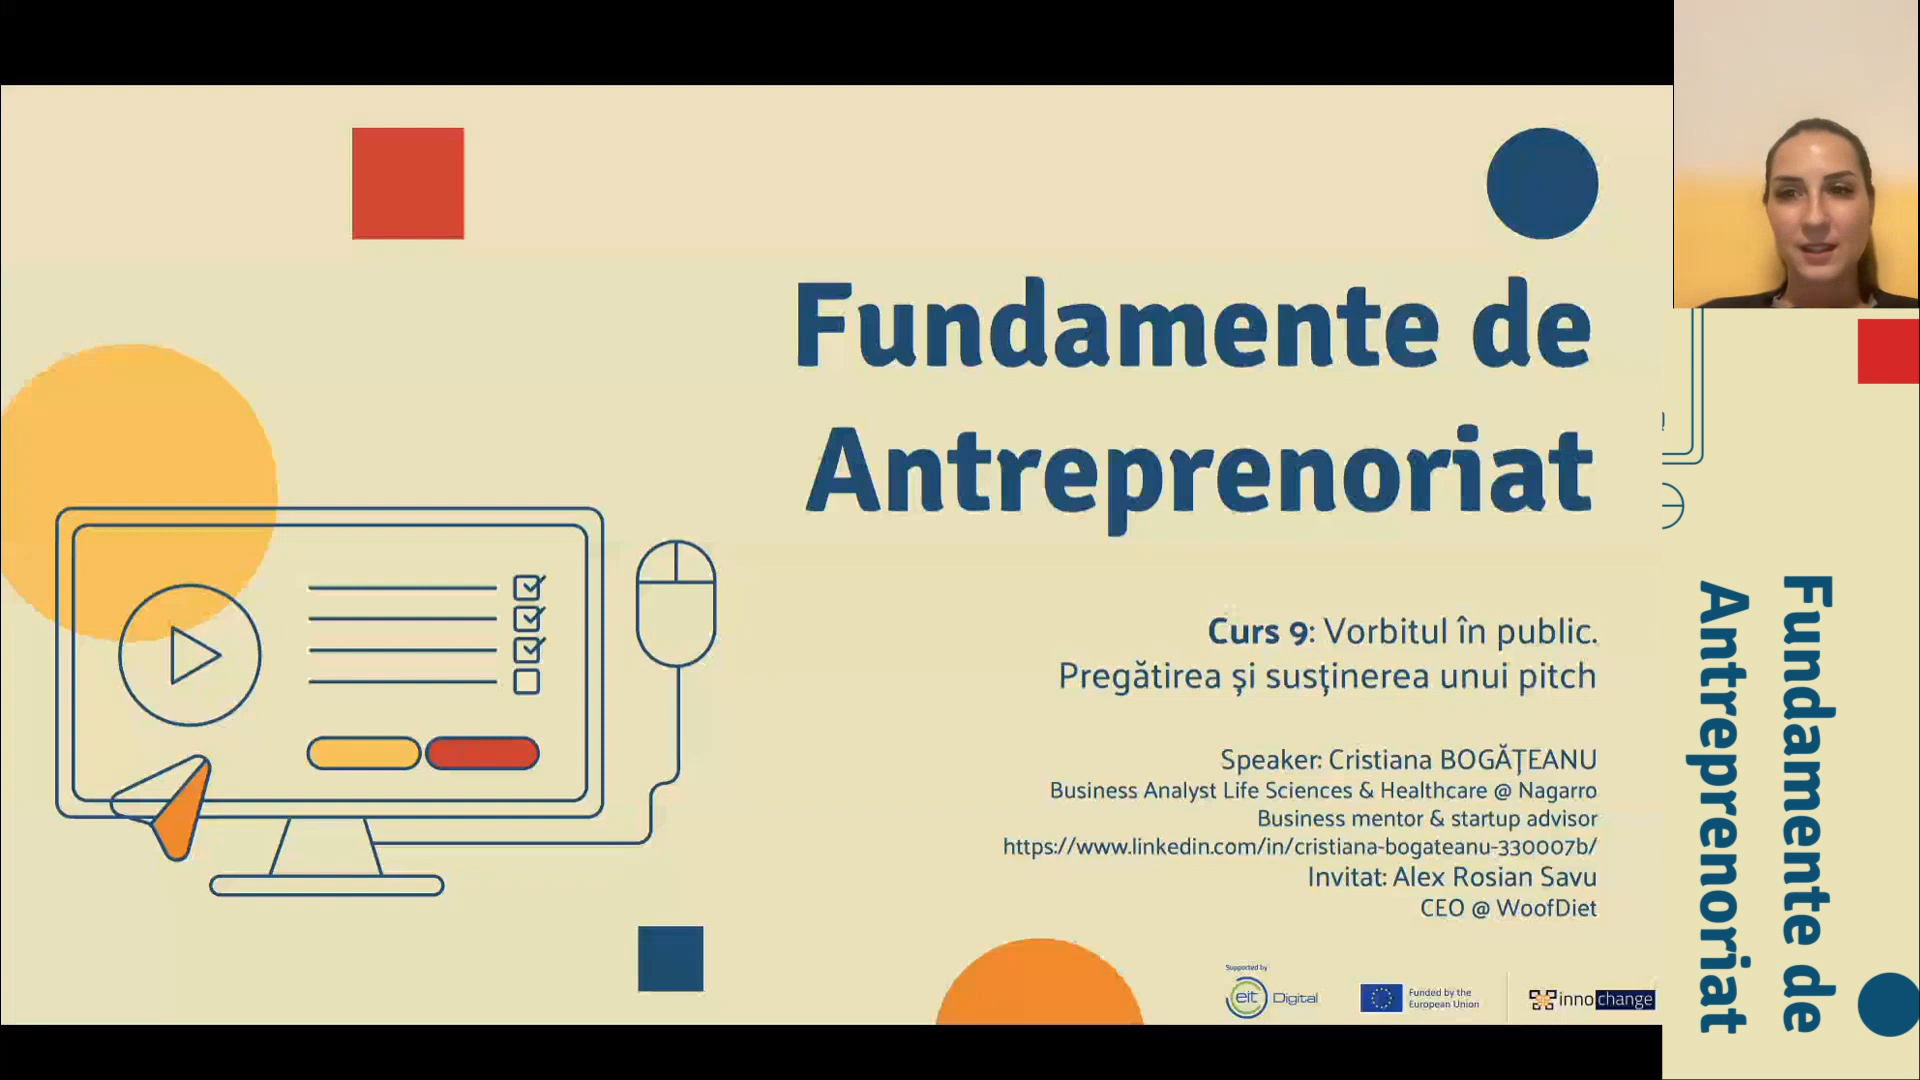 Fundamente de
Antreprenoriat
Curs 9: Vorbitul în public.
Pregătirea și susținerea unui pitch
Speaker: Cristiana BOGĂȚEANU
Business Analyst Life Sciences & Healthcare @ Nagarro
Business mentor & startup advisor
https://www.linkedin.com/in/cristiana-bogateanu-330007b/
Invitat: Alex Rosian Savu
CEO @ WoofDiet
Supported by
eit Digital
Funded by the
European Union
innochange
Fundamente de
Antreprenoriat